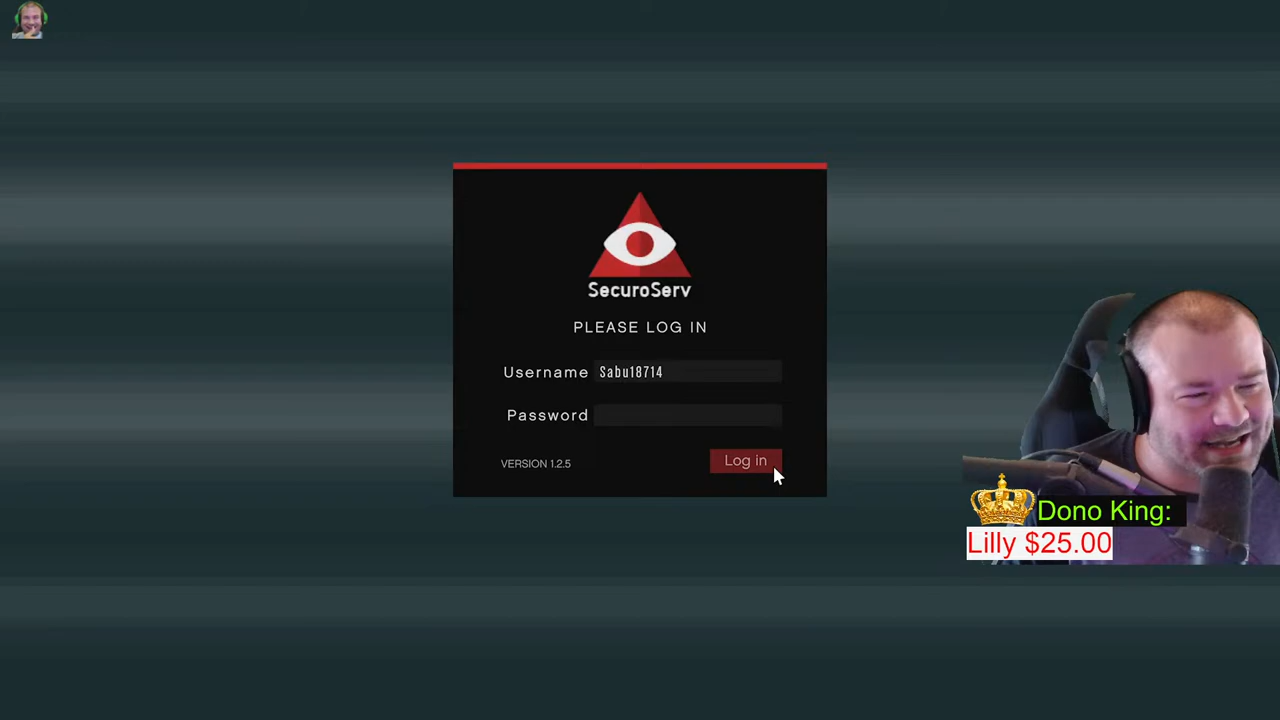 SecuroServ
PLEASE LOG IN
Username Sabu18714
Password
VERSION 1.2.5
Log in
Dono King:
Lilly $25.00